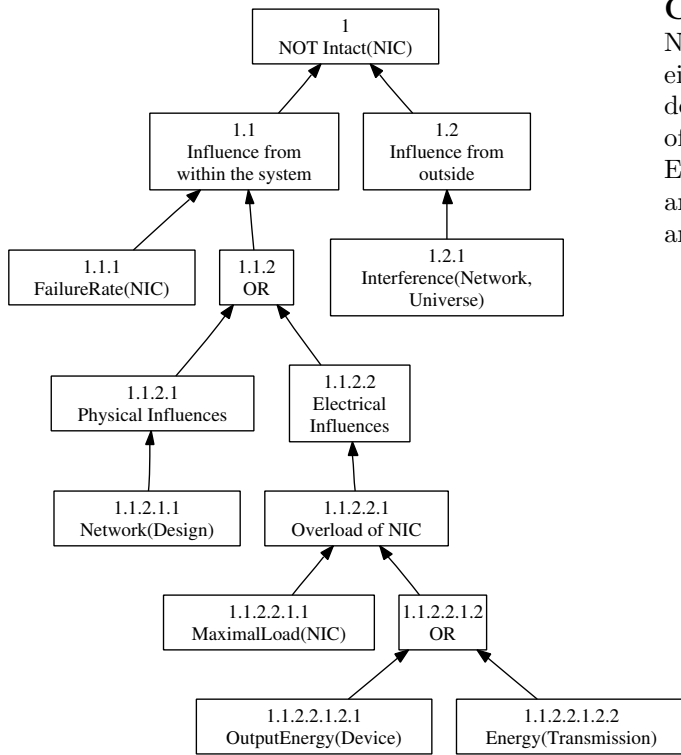 1
NOT Intact(NIC)
1.1
Influence from
within the system
1.2
Influence from
outside
1.1.1
FailureRate(NIC)
1.1.2
OR
1.2.1
Interference(Network,
Universe)
1.1.2.1
Physical Influences
1.1.2.2
Electrical
Influences
1.1.2.1.1
Network(Design)
1.1.2.2.1
Overload of NIC
1.1.2.2.1.1
MaximalLoad(NIC)
1.1.2.2.1.2
OR
1.1.2.2.1.2.1
OutputEnergy(Device)
1.1.2.2.1.2.2
Energy(Transmission)
of